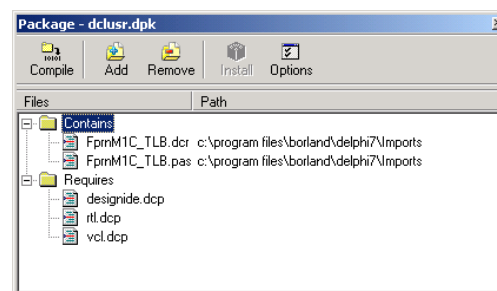 Package - dclusr.dpk
Compile Add Remove Install Options
Files Path
Contains
FprnM1C_TLB.dcr c:\program files\borland\delphi7\Imports
FprnM1C_TLB.pas c:\program files\borland\delphi7\Imports
Requires
designide.dcp
rtl.dcp
vcl.dcp